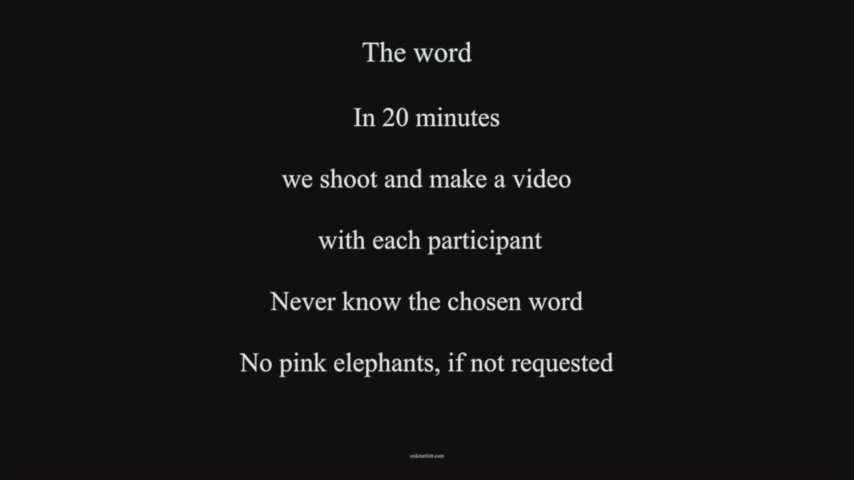 The word
In 20 minutes
we shoot and make a video
with each participant
Never know the chosen word
No pink elephants, if not requested